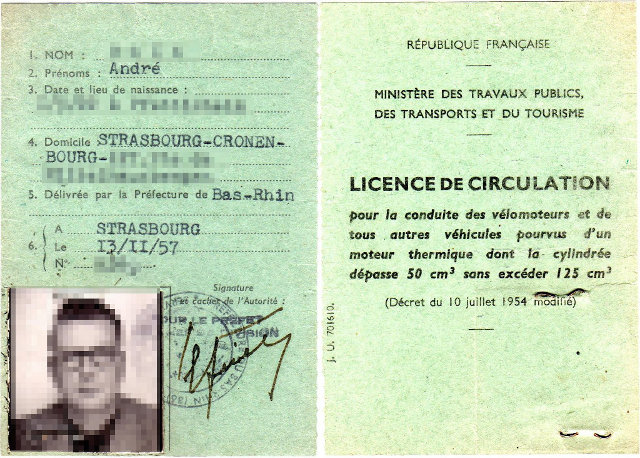 1. NOM :
2. Prénoms : André
3. Date et lieu de naissance :
4. Domicile STRASBOURG-CRONEN-
BOURG-
5. Délivrée par la Préfecture de Bas-Rhin
A STRASBOURG
6. Le 13/II/57
N°
Signature
et cachet de l'Autorité :
POUR LE PREFET
RÉPUBLIQUE FRANÇAISE
MINISTÈRE DES TRAVAUX PUBLICS,
DES TRANSPORTS ET DU TOURISME
LICENCE DE CIRCULATION
pour la conduite des vélomoteurs et de
tous autres véhicules pourvus d'un
moteur thermique dont la cylindrée
dépasse 50 cm³ sans excéder 125 cm³
(Décret du 10 juillet 1954 modifié)
J. U. 701610.